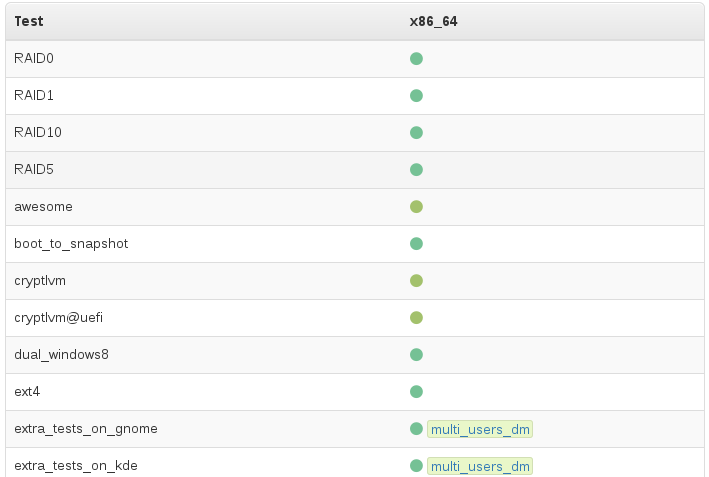 Test x86_64
RAID0
RAID1
RAID10
RAID5
awesome
boot_to_snapshot
cryptlvm
cryptlvm@uefi
dual_windows8
ext4
extra_tests_on_gnome multi_users_dm
extra_tests_on_kde multi_users_dm